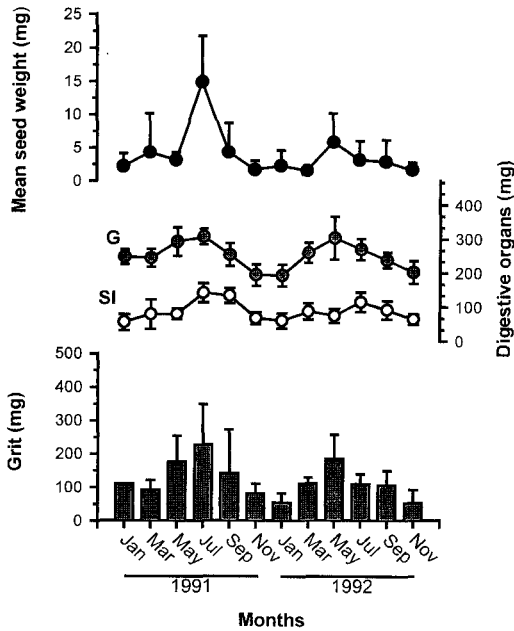 Mean seed weight (mg)
25
20
15
10
5
0
Digestive organs (mg)
400
300
200
100
0
G
SI
Grit (mg)
500
400
300
200
100
0
Jan Mar May Jul Sep Nov Jan Mar May Jul Sep Nov
1991 1992
Months